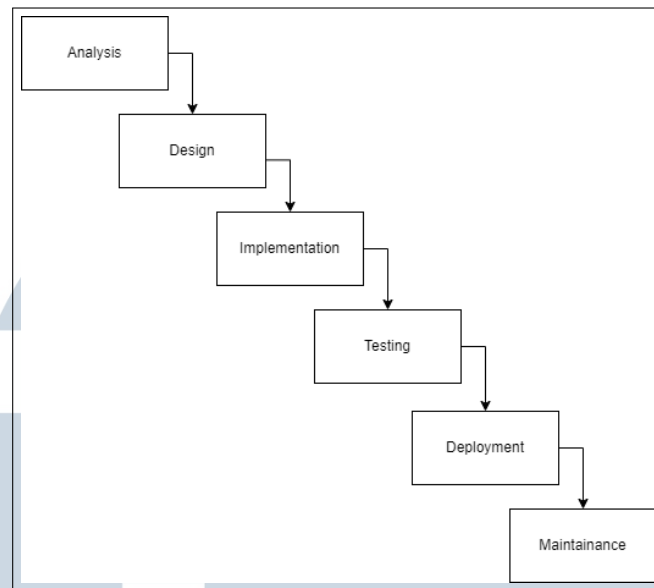 Analysis
Design
Implementation
Testing
Deployment
Maintainance